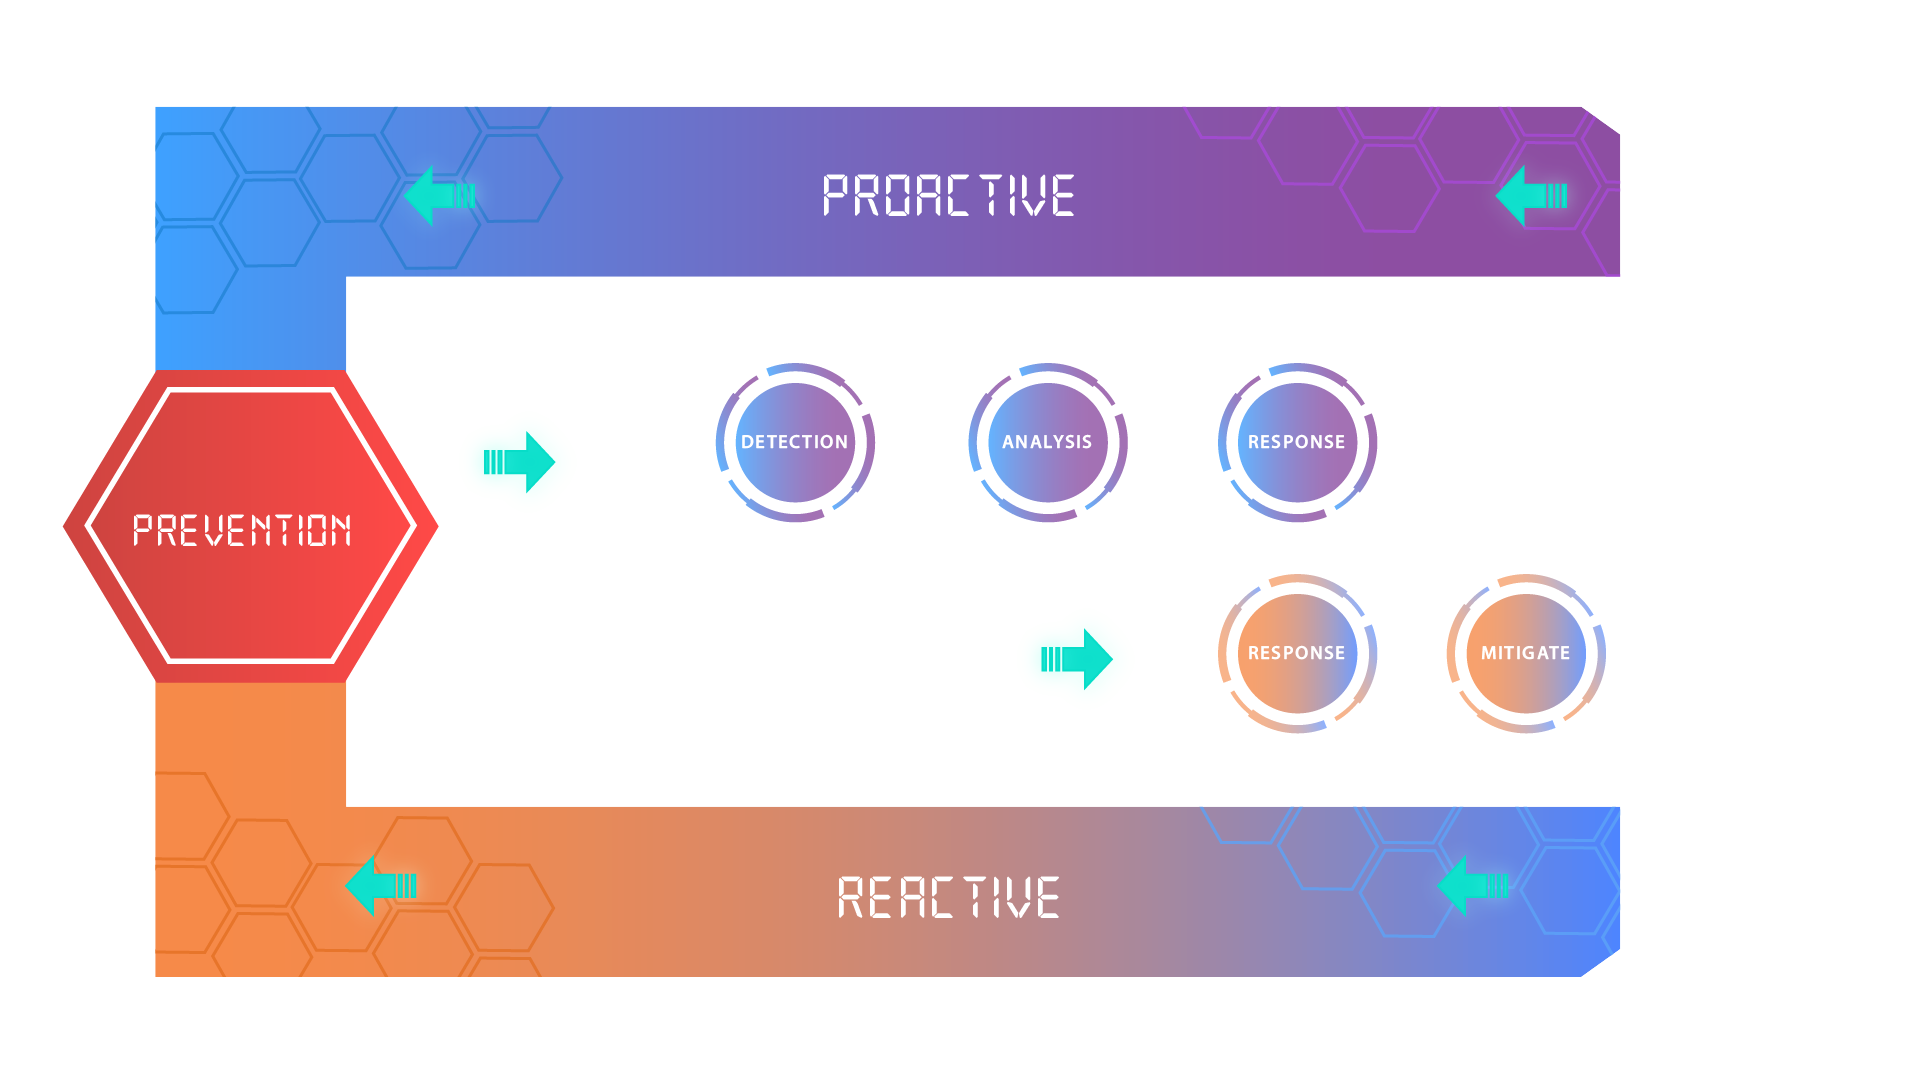 PROACTIVE
DETECTION
ANALYSIS
RESPONSE
PREVENTION
RESPONSE
MITIGATE
REACTIVE